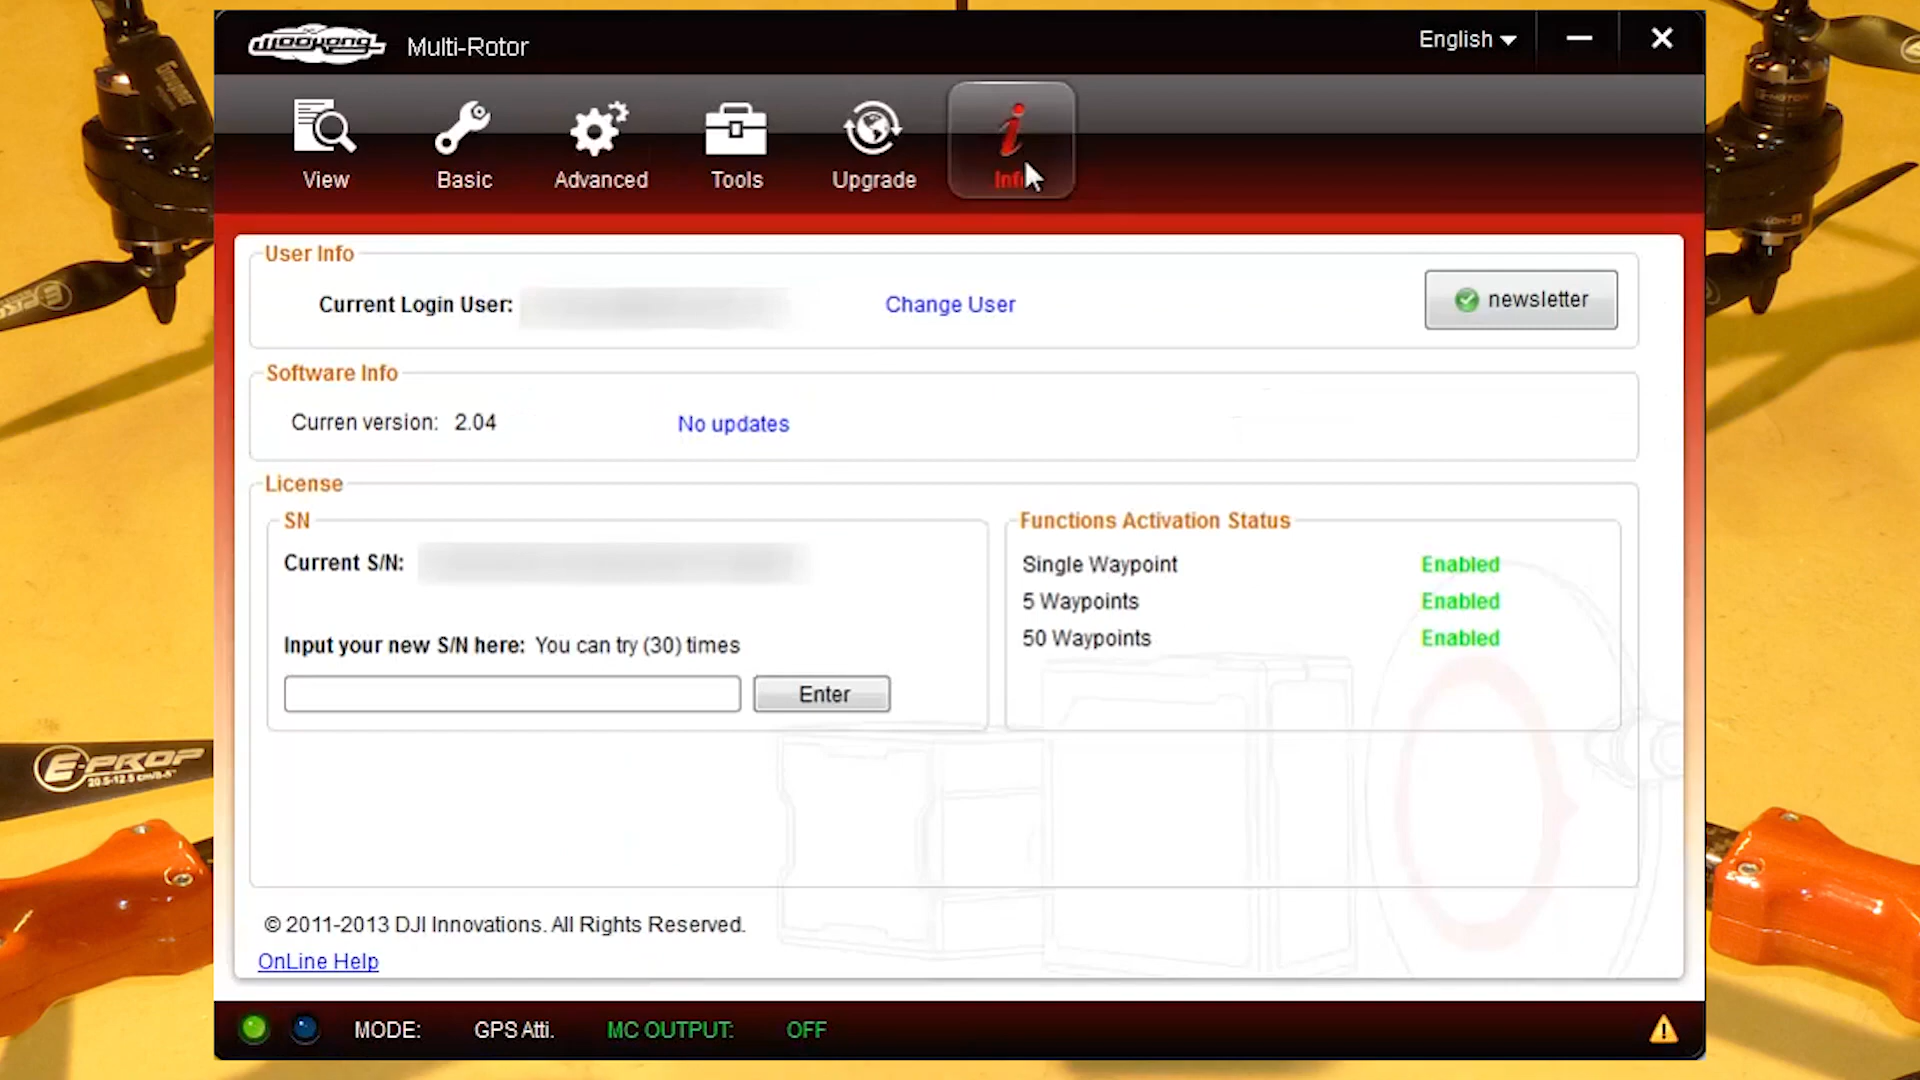 WooKong Multi-Rotor English
View Basic Advanced Tools Upgrade Inf
User Info
Current Login User: Change User newsletter
Software Info
Curren version: 2.04 No updates
License
SN
Current S/N:
Input your new S/N here: You can try (30) times
Enter
Functions Activation Status
Single Waypoint Enabled
5 Waypoints Enabled
50 Waypoints Enabled
© 2011-2013 DJI Innovations. All Rights Reserved.
OnLine Help
MODE: GPS Atti. MC OUTPUT: OFF
E-PROP